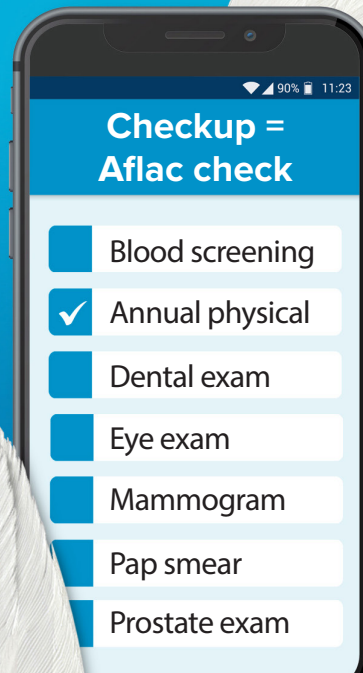 90% 11:23
Checkup =
Aflac check
Blood screening
Annual physical
Dental exam
Eye exam
Mammogram
Pap smear
Prostate exam